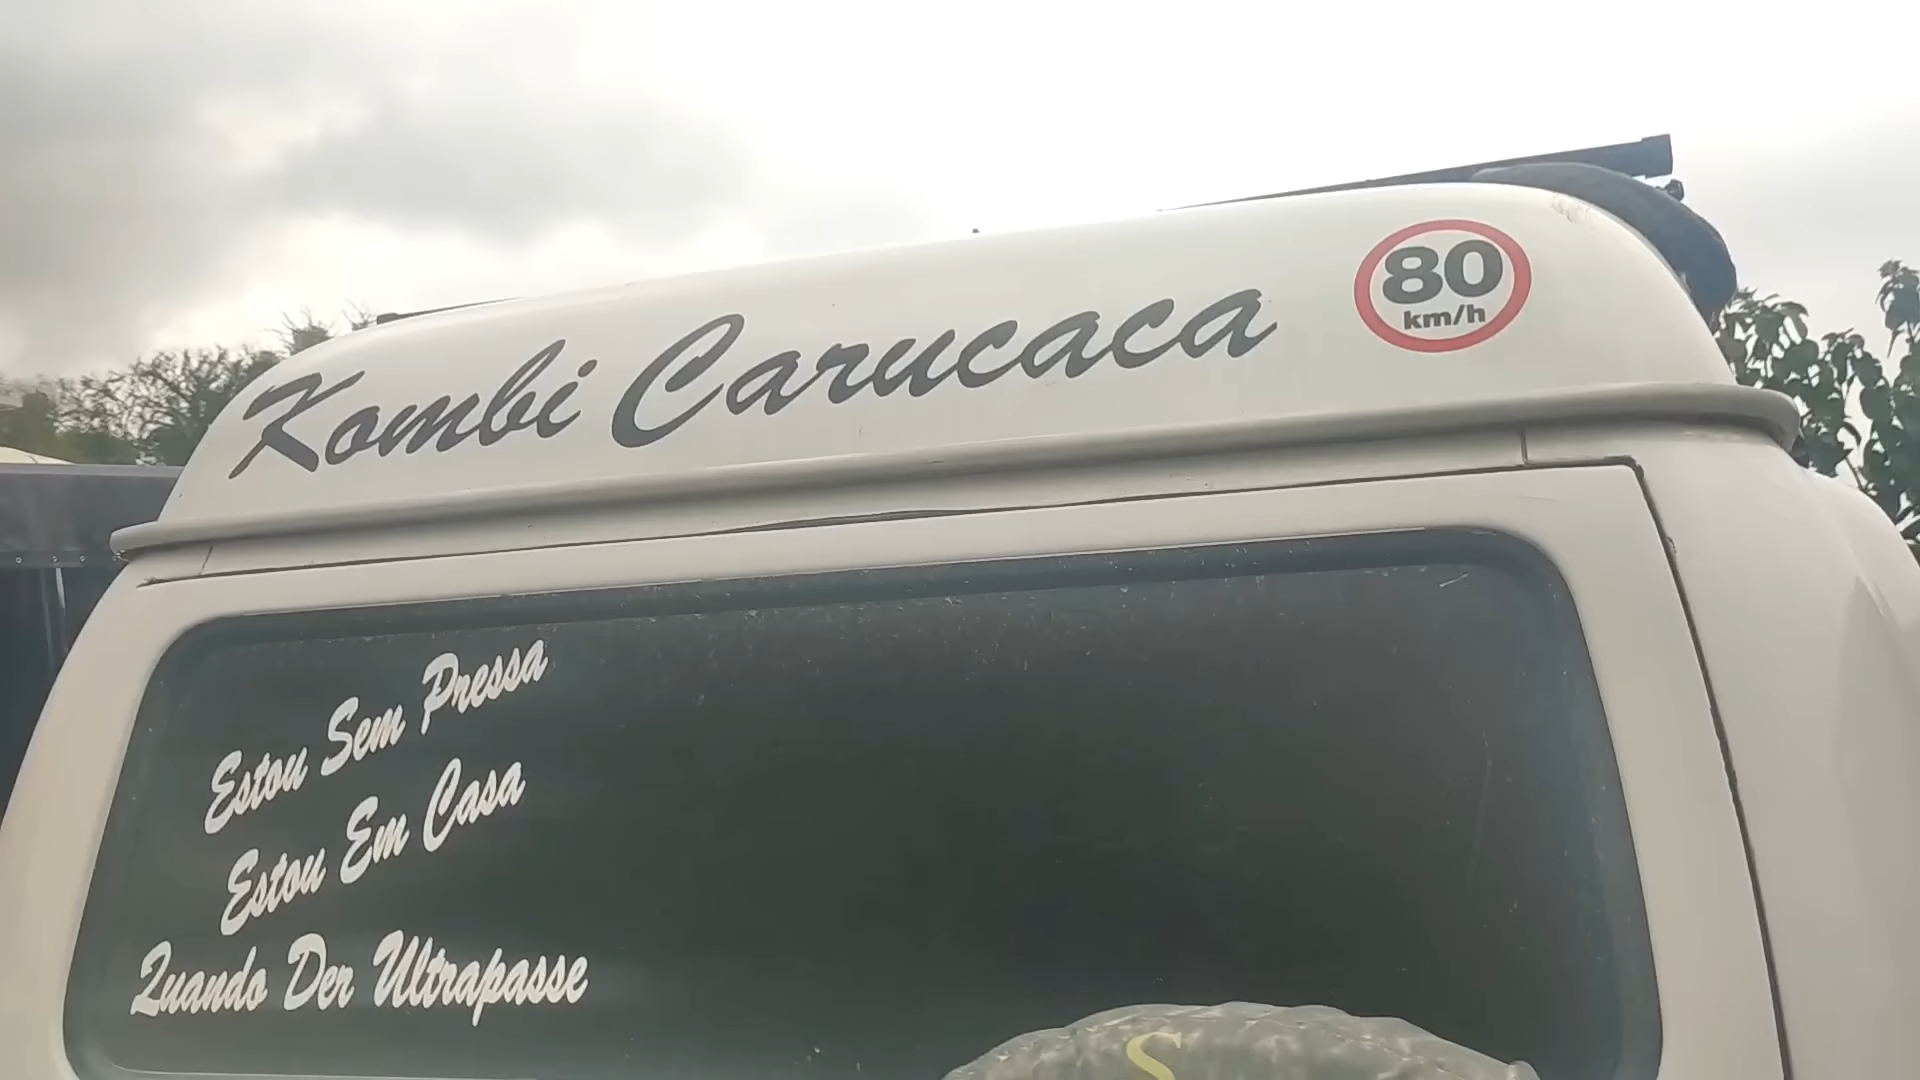 Kombi Carucaca
80
km/h
Estou Sem Pressa
Estou Em Casa
Quando Der Ultrapasse
S